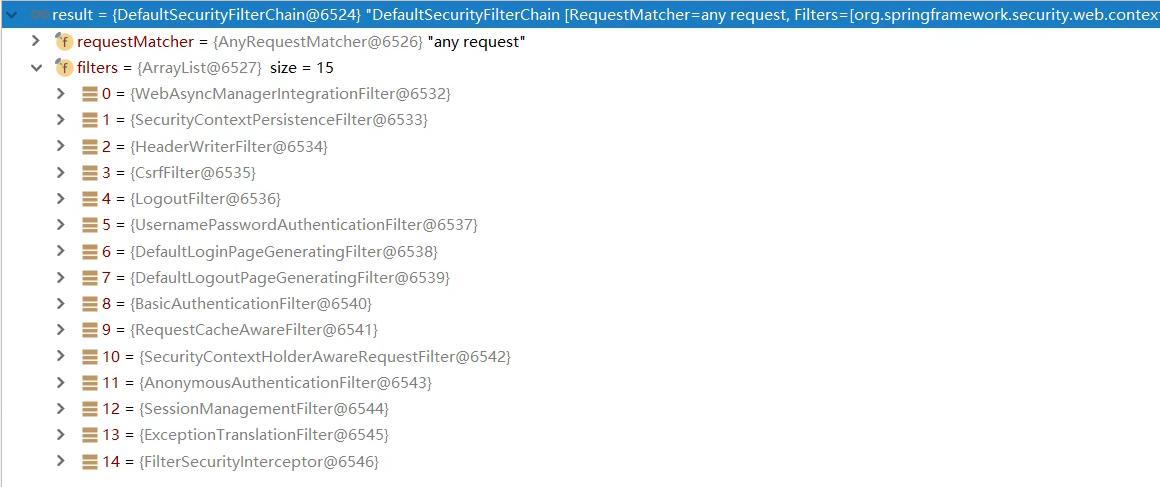 result = {DefaultSecurityFilterChain@6524} "DefaultSecurityFilterChain [RequestMatcher=any request, Filters=[org.springframework.security.web.context
requestMatcher = {AnyRequestMatcher@6526} "any request"
filters = {ArrayList@6527} size = 15
0 = {WebAsyncManagerIntegrationFilter@6532}
1 = {SecurityContextPersistenceFilter@6533}
2 = {HeaderWriterFilter@6534}
3 = {CsrfFilter@6535}
4 = {LogoutFilter@6536}
5 = {UsernamePasswordAuthenticationFilter@6537}
6 = {DefaultLoginPageGeneratingFilter@6538}
7 = {DefaultLogoutPageGeneratingFilter@6539}
8 = {BasicAuthenticationFilter@6540}
9 = {RequestCacheAwareFilter@6541}
10 = {SecurityContextHolderAwareRequestFilter@6542}
11 = {AnonymousAuthenticationFilter@6543}
12 = {SessionManagementFilter@6544}
13 = {ExceptionTranslationFilter@6545}
14 = {FilterSecurityInterceptor@6546}